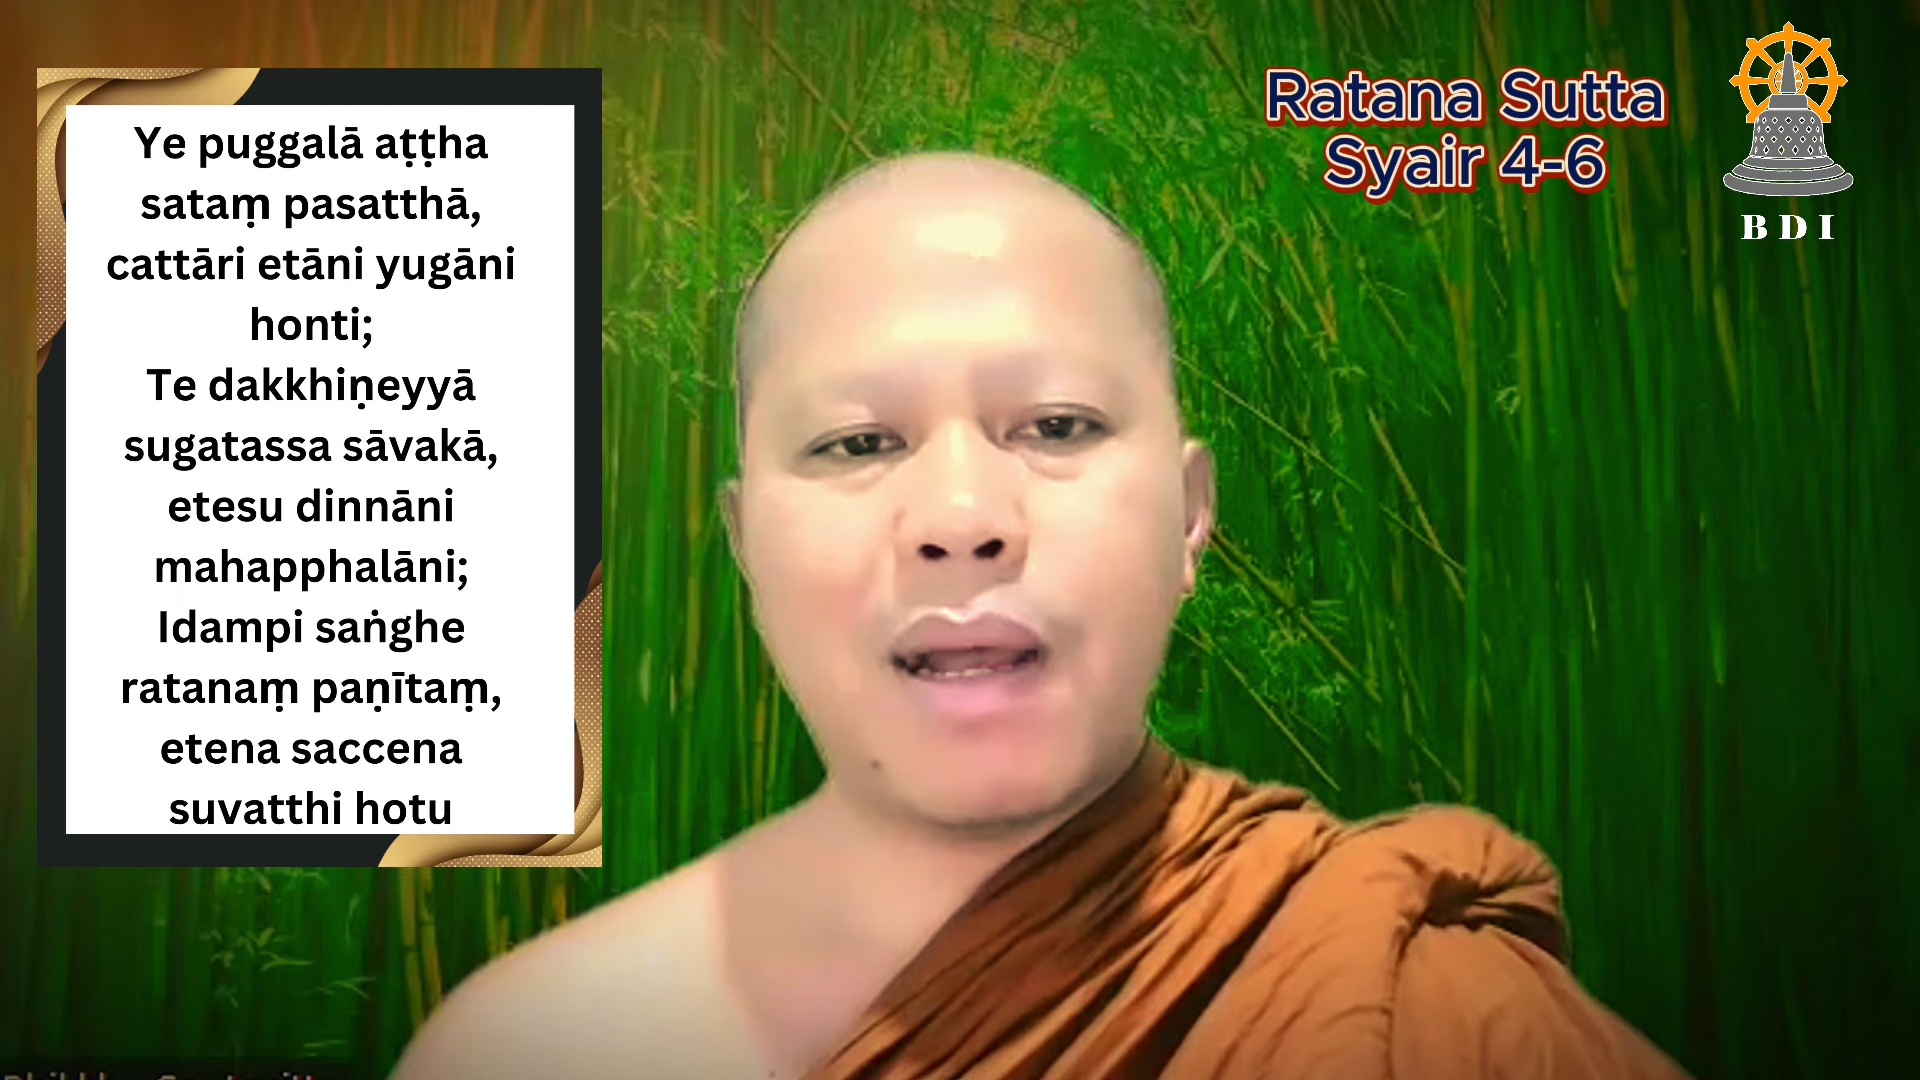 Ye puggalā aṭṭha
sataṃ pasatthā,
cattāri etāni yugāni
honti;
Te dakkhiṇeyyā
sugatassa sāvakā,
etesu dinnāni
mahapphalāni;
Idampi saṅghe
ratanaṃ paṇītaṃ,
etena saccena
suvatthi hotu
Ratana Sutta
Syair 4-6
BDI